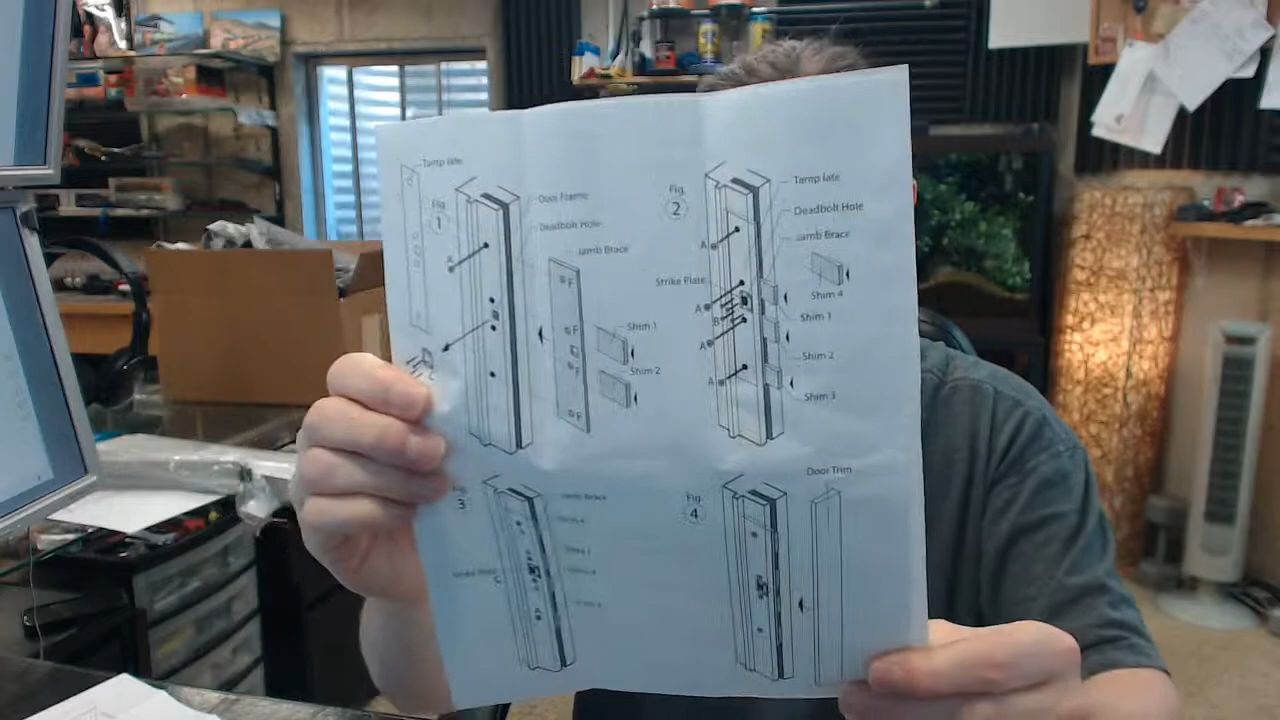 Tamp late
Fig.
1
Door Frame
Deadbolt Hole
Jamb Brace
A
F
F
F
F
Shim 1
Shim 2
C
Fig.
2
Tamp late
Deadbolt Hole
Jamb Brace
A
Strike Plate
Shim 4
A
B
Shim 1
A
Shim 2
A
Shim 3
Fig.
3
Jamb Brace
C
Fig.
4
Door Trim